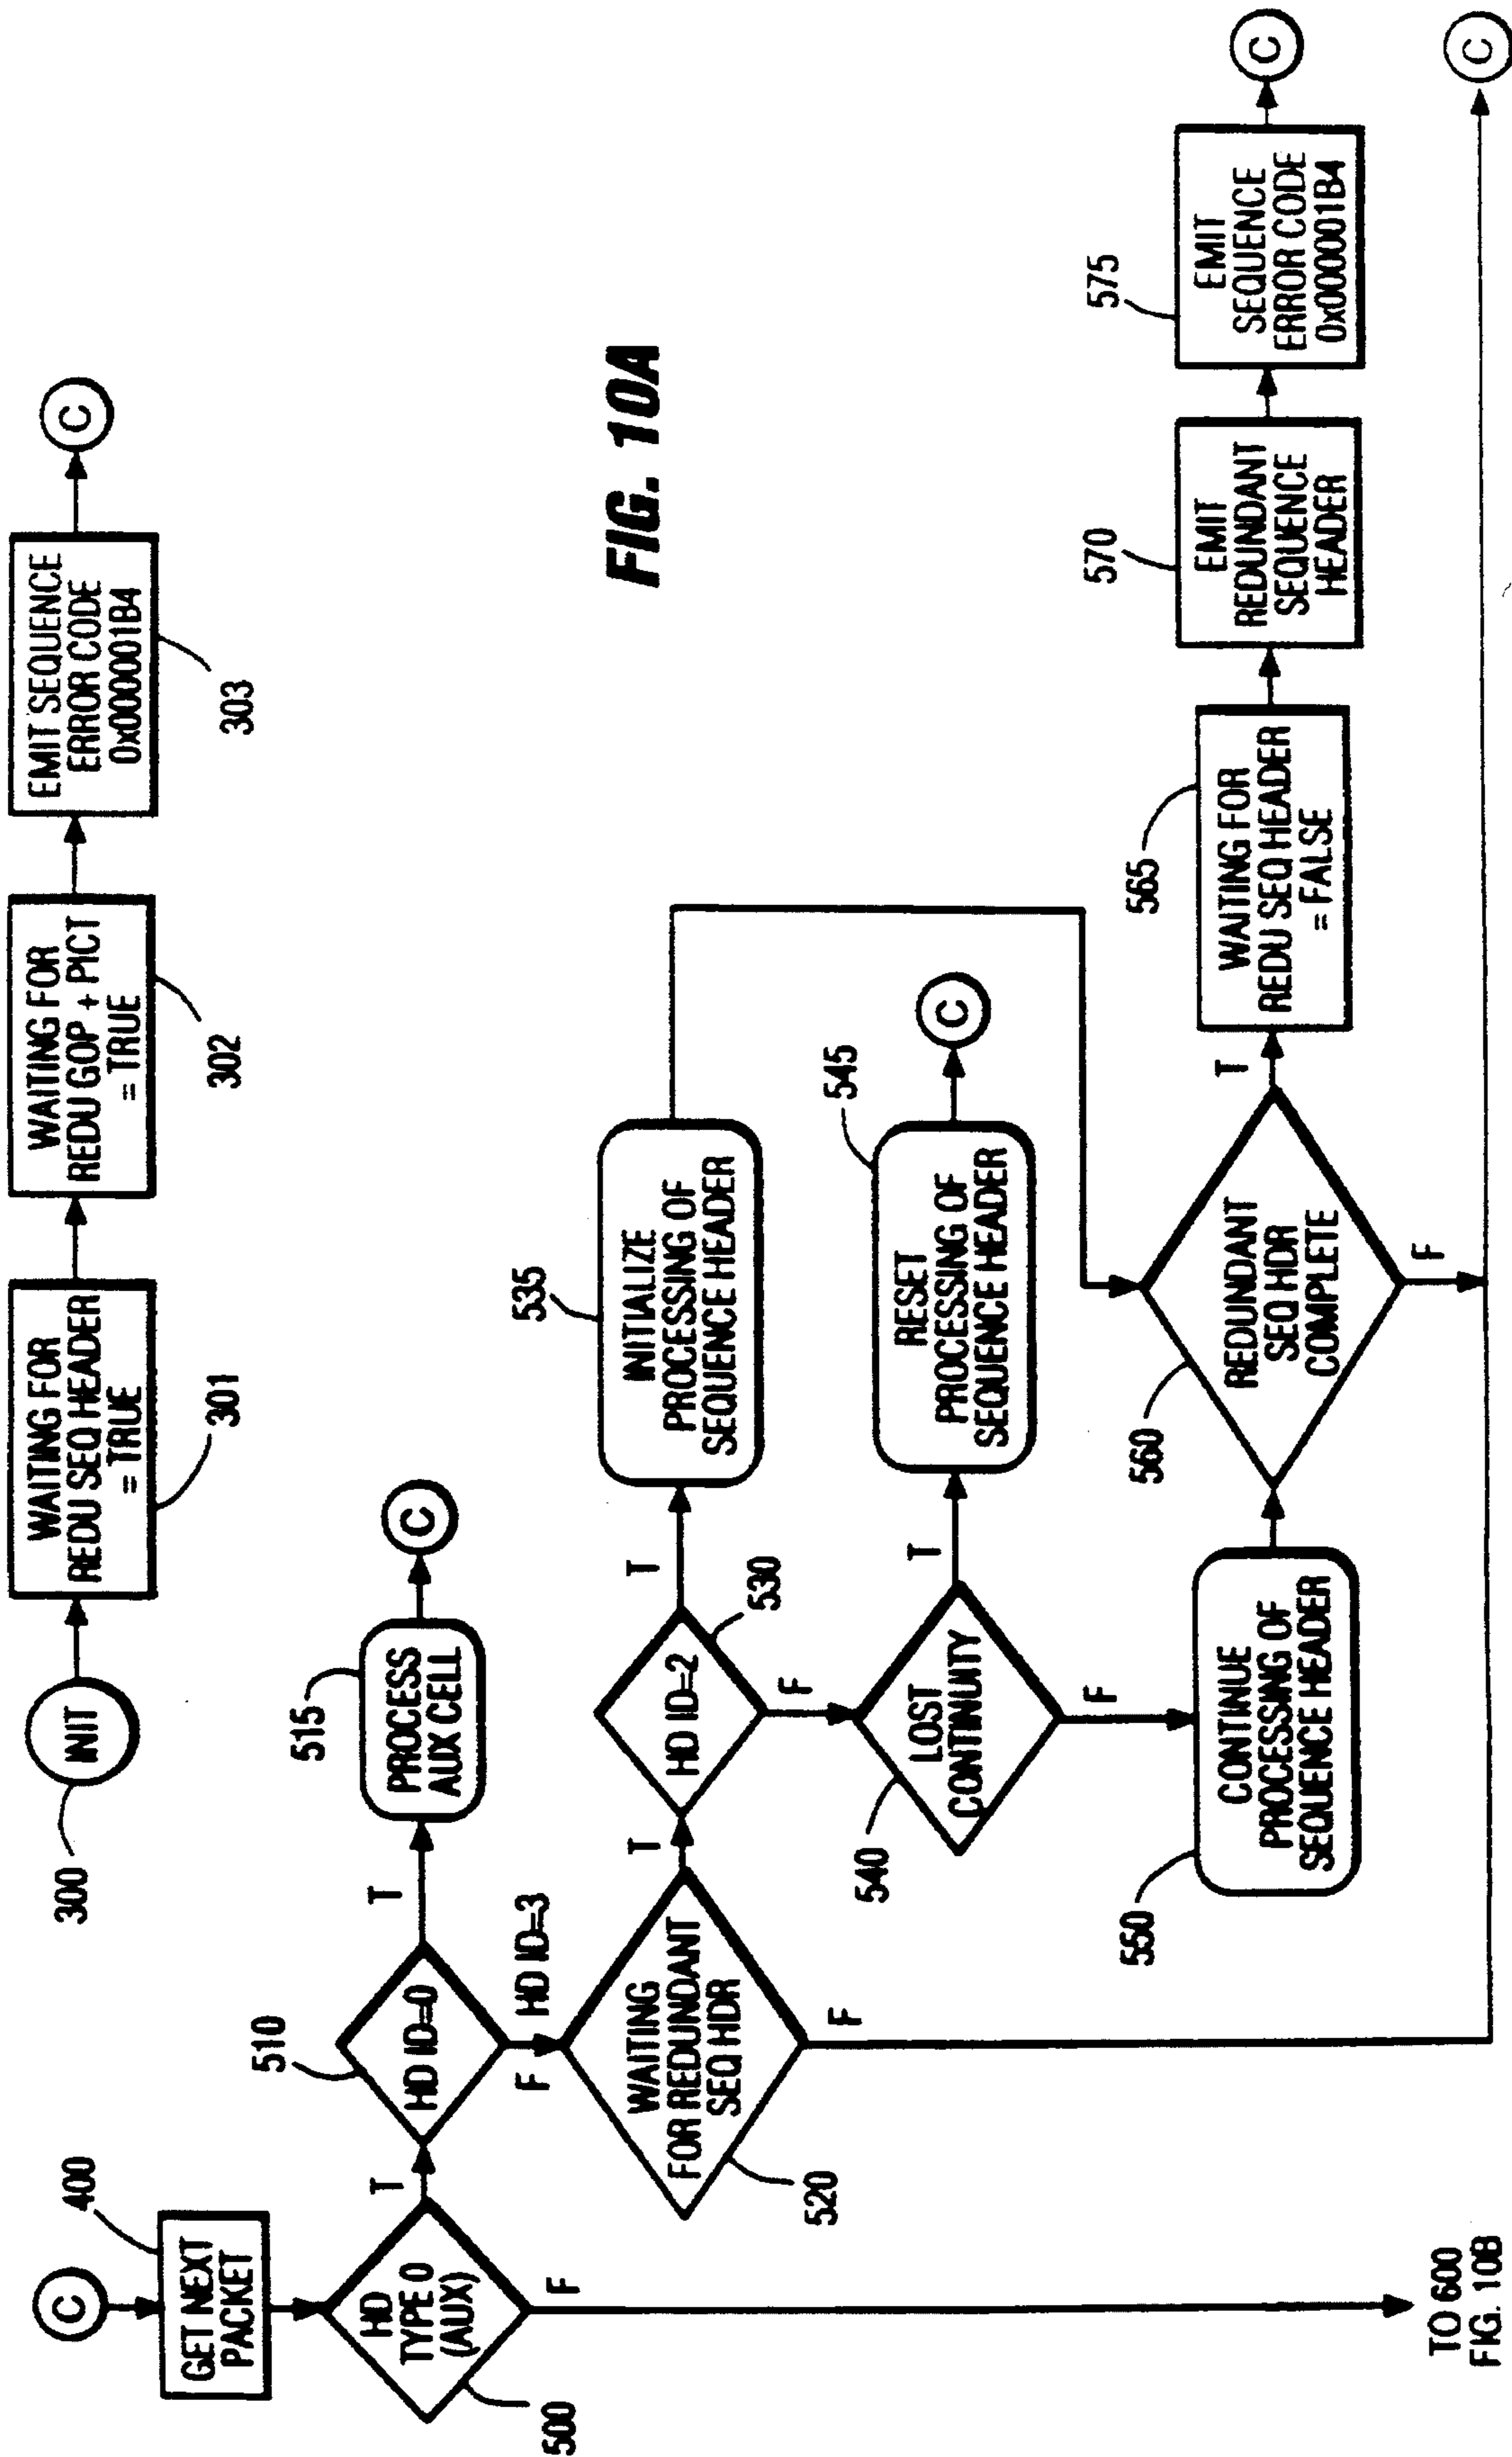 INIT
300
WAITING FOR
REDU SEQ HEADER
= TRUE
301
WAITING FOR
REDU GOP + PICT
= TRUE
302
EMIT SEQUENCE
ERROR CODE
0x000001B4
303
C
FIG. 10A
C
GET NEXT
PACKET
400
HD
TYPE 0
(AUX)
500
T
F
TO 600
FIG. 10B
HD ID=0
510
T
F
HD ID=3
PROCESS
AUX CELL
515
C
WAITING
FOR REDUNDANT
SEQ HDR
520
T
F
HD ID=2
530
T
F
INITIALIZE
PROCESSING OF
SEQUENCE HEADER
535
LOST
CONTINUITY
540
T
F
RESET
PROCESSING OF
SEQUENCE HEADER
545
C
CONTINUE
PROCESSING OF
SEQUENCE HEADER
550
REDUNDANT
SEQ HDR
COMPLETE
560
T
F
WAITING FOR
REDU SEQ HEADER
= FALSE
565
EMIT
REDUNDANT
SEQUENCE
HEADER
570
EMIT
SEQUENCE
ERROR CODE
0x000001B4
575
C
C